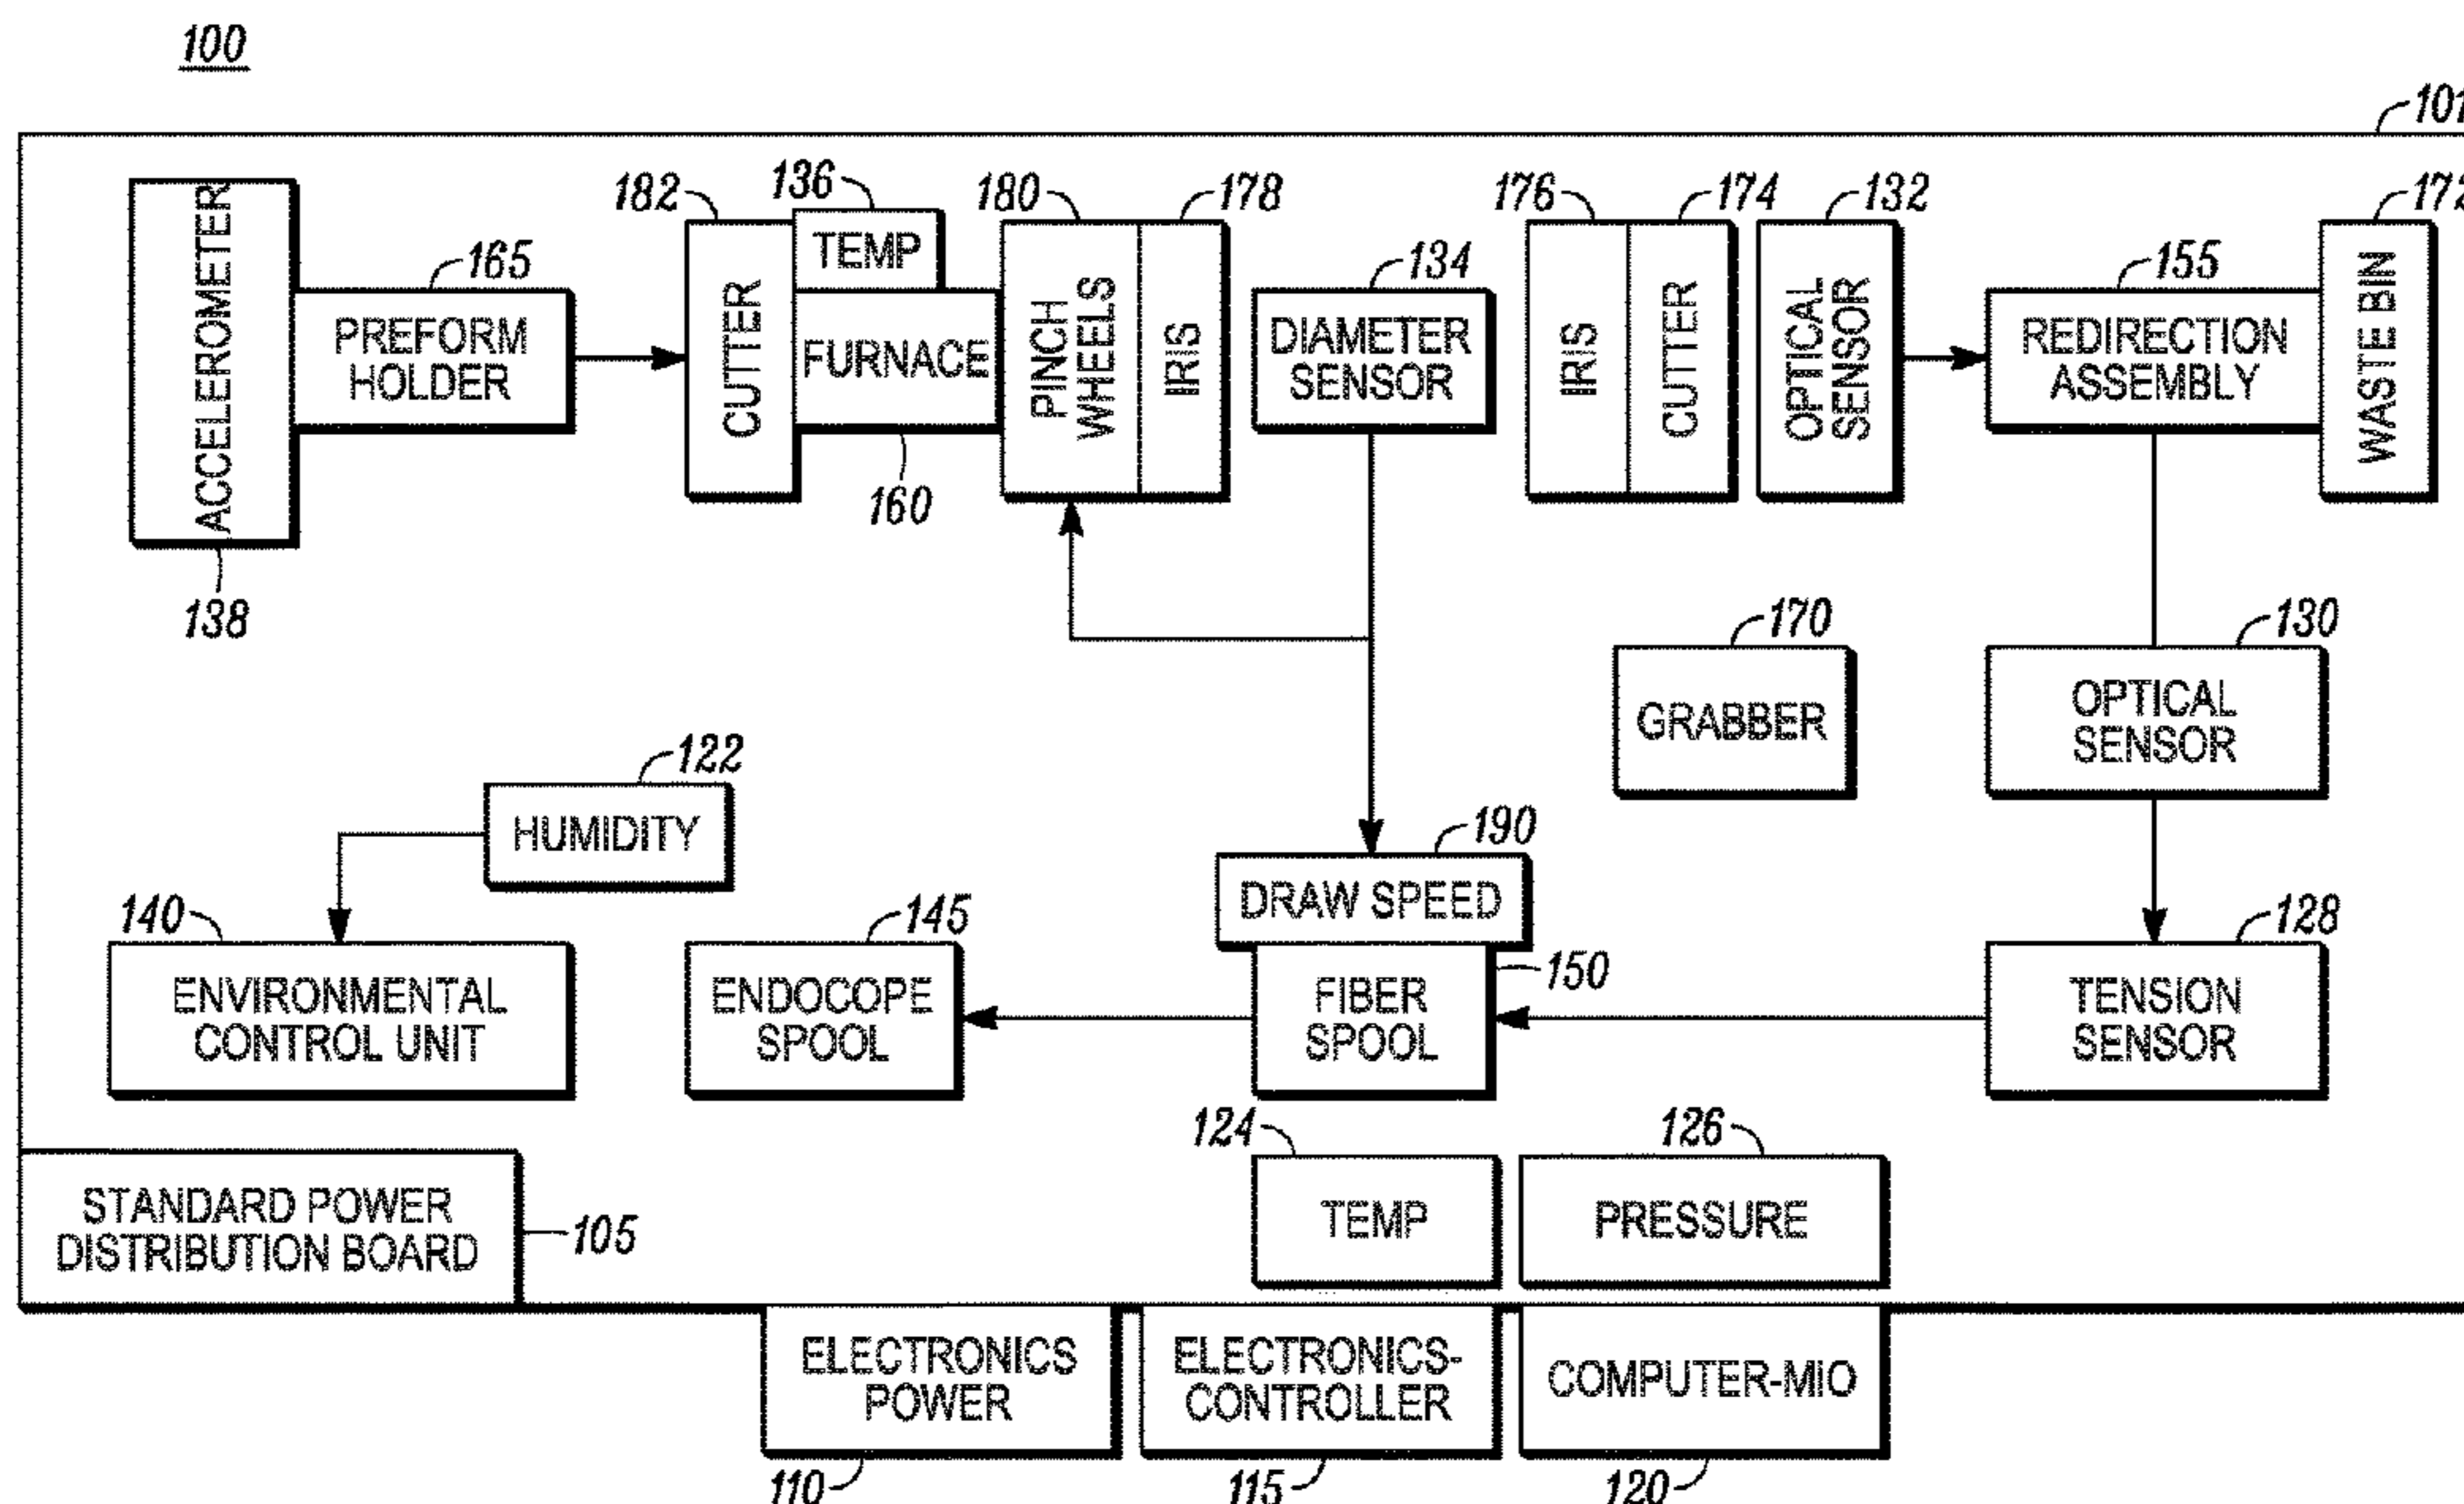 100
101
182
136
180
178
176
174
132
172
ACCELEROMETER
165
PREFORM
HOLDER
CUTTER
TEMP
FURNACE
160
PINCH
WHEELS
IRIS
134
DIAMETER
SENSOR
IRIS
CUTTER
OPTICAL
SENSOR
155
REDIRECTION
ASSEMBLY
WASTE BIN
138
170
GRABBER
130
OPTICAL
SENSOR
122
HUMIDITY
190
DRAW SPEED
140
ENVIRONMENTAL
CONTROL UNIT
145
ENDOCOPE
SPOOL
150
FIBER
SPOOL
128
TENSION
SENSOR
124
TEMP
126
PRESSURE
STANDARD POWER
DISTRIBUTION BOARD
105
ELECTRONICS
POWER
ELECTRONICS-
CONTROLLER
COMPUTER-MIO
110
115
120